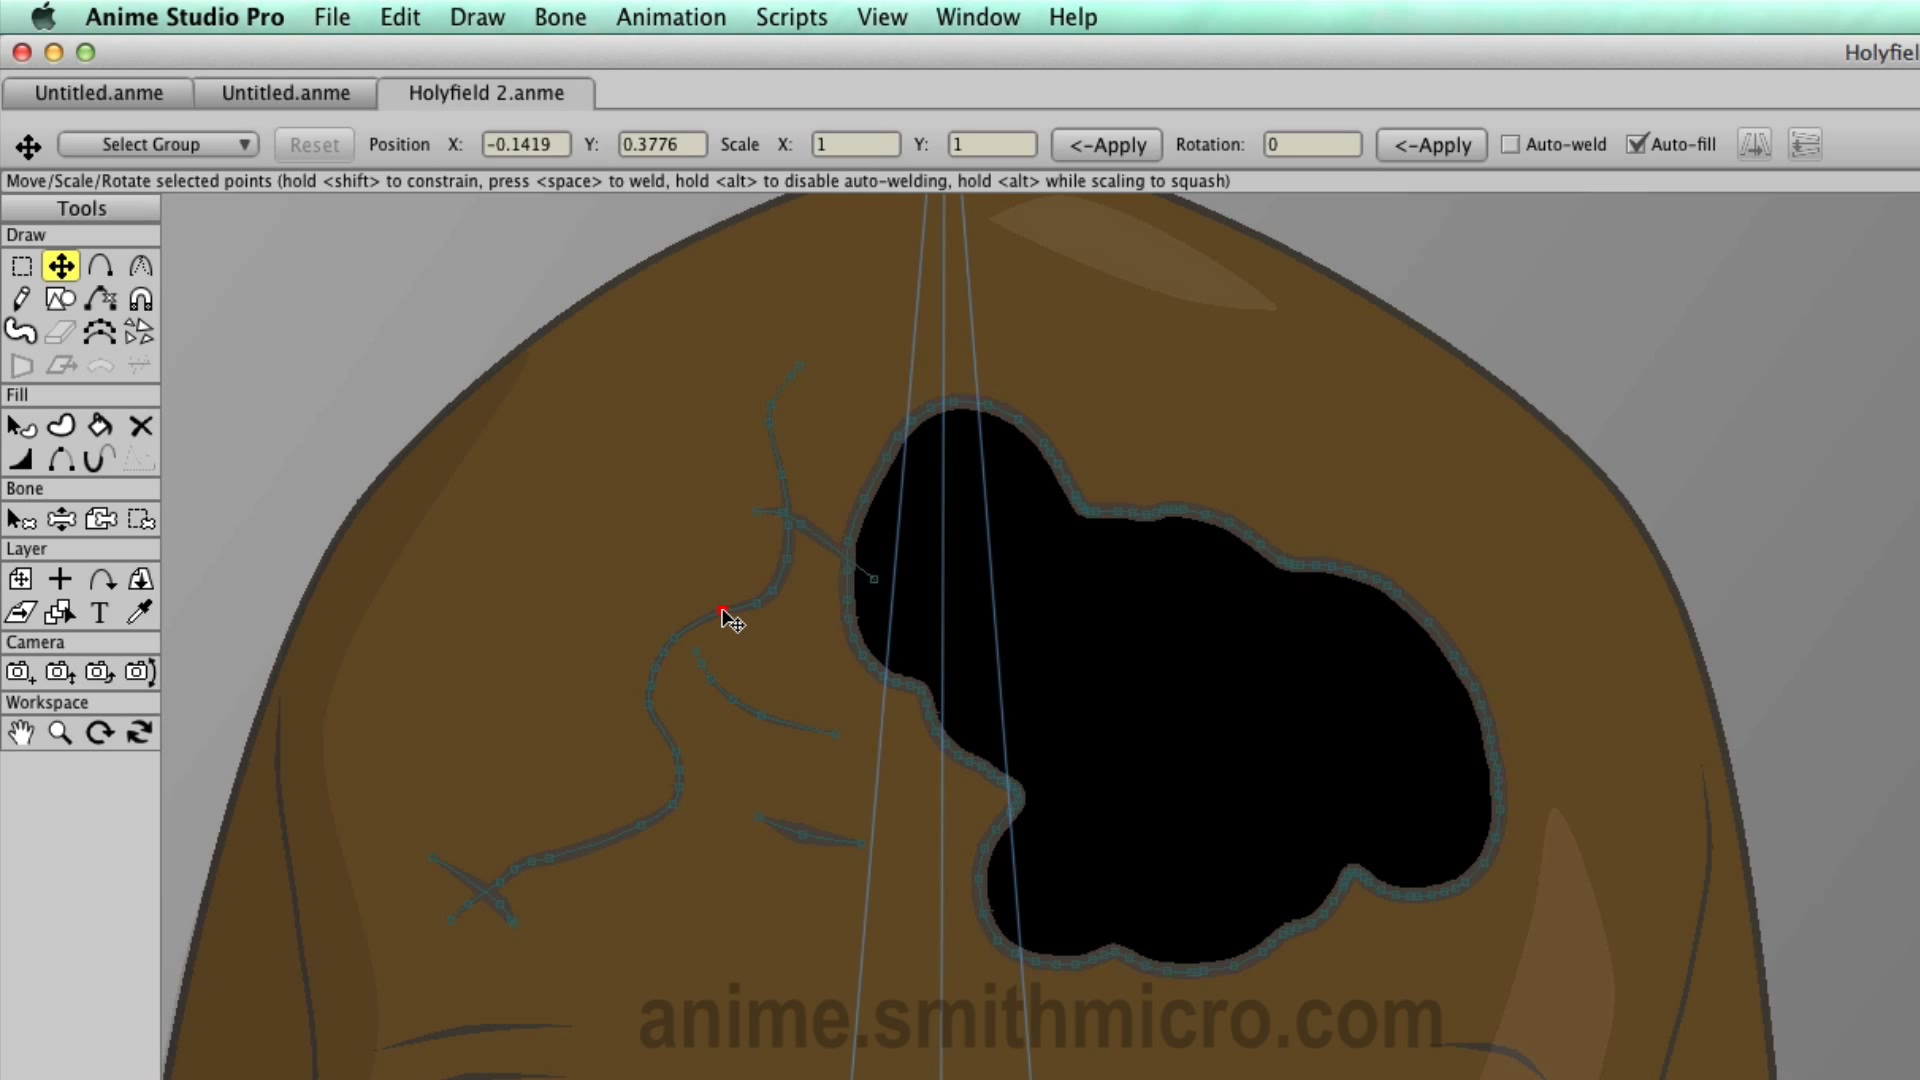 Anime Studio Pro File Edit Draw Bone Animation Scripts View Window Help
Holyfiel
Untitled.anme Untitled.anme Holyfield 2.anme
Select Group Reset Position X: -0.1419 Y: 0.3776 Scale X: 1 Y: 1 <-Apply Rotation: 0 <-Apply Auto-weld Auto-fill
Move/Scale/Rotate selected points (hold <shift> to constrain, press <space> to weld, hold <alt> to disable auto-welding, hold <alt> while scaling to squash)
Tools
Draw
Fill
Bone
Layer
T
Camera
Workspace
anime.smithmicro.com